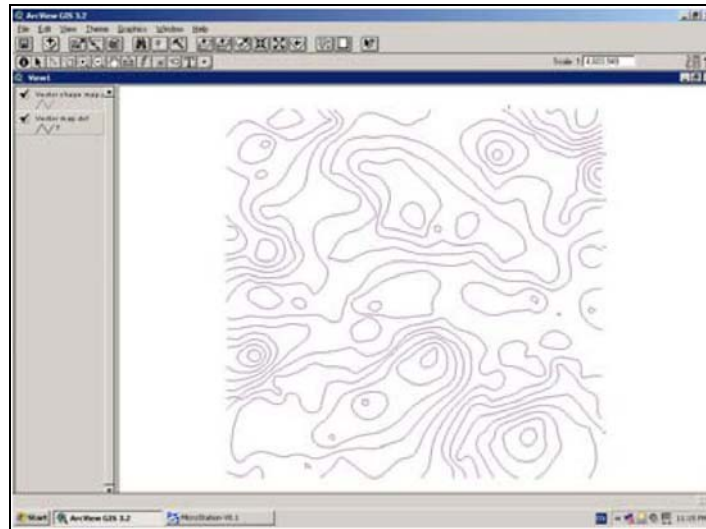 ArcView GIS 3.2
File Edit View Theme Graphics Window Help
Scale 1:
View1
Vector shape map
Vector map dxf
Start ArcView GIS 3.2 MicroStation V8.1